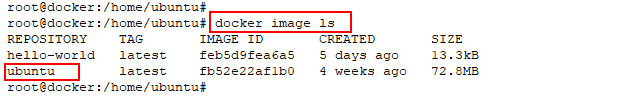 root@docker:/home/ubuntu#
root@docker:/home/ubuntu# docker image ls
REPOSITORY TAG IMAGE ID CREATED SIZE
hello-world latest feb5d9fea6a5 5 days ago 13.3kB
ubuntu latest fb52e22af1b0 4 weeks ago 72.8MB
root@docker:/home/ubuntu#